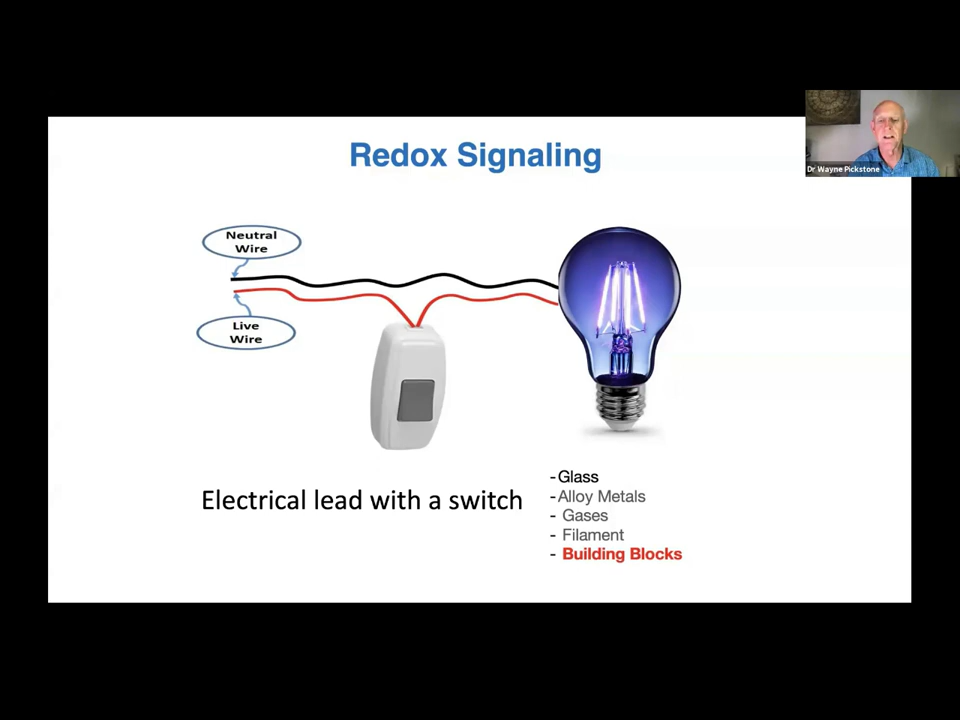 Redox Signaling
Dr Wayne Pickstone
Neutral
Wire
Live
Wire
Electrical lead with a switch
-Glass
-Alloy Metals
- Gases
- Filament
- Building Blocks